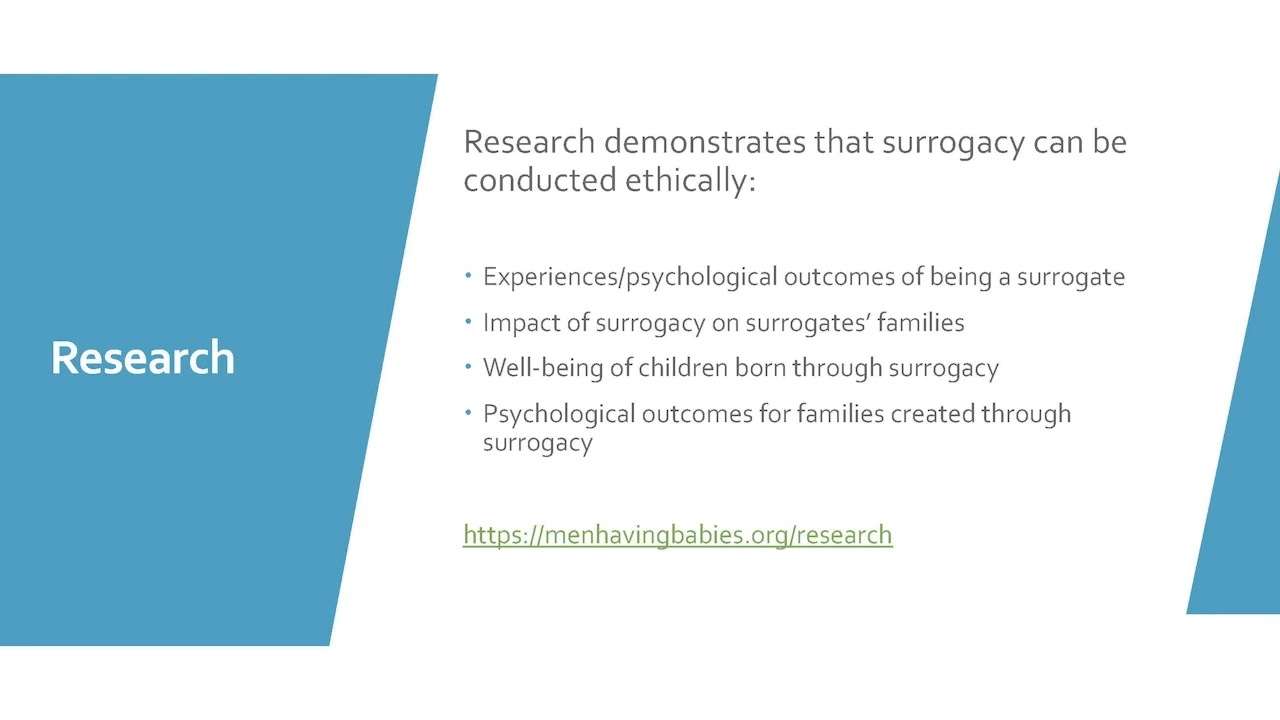 Research
Research demonstrates that surrogacy can be
conducted ethically:
• Experiences/psychological outcomes of being a surrogate
• Impact of surrogacy on surrogates’ families
• Well-being of children born through surrogacy
• Psychological outcomes for families created through
surrogacy
https://menhavingbabies.org/research